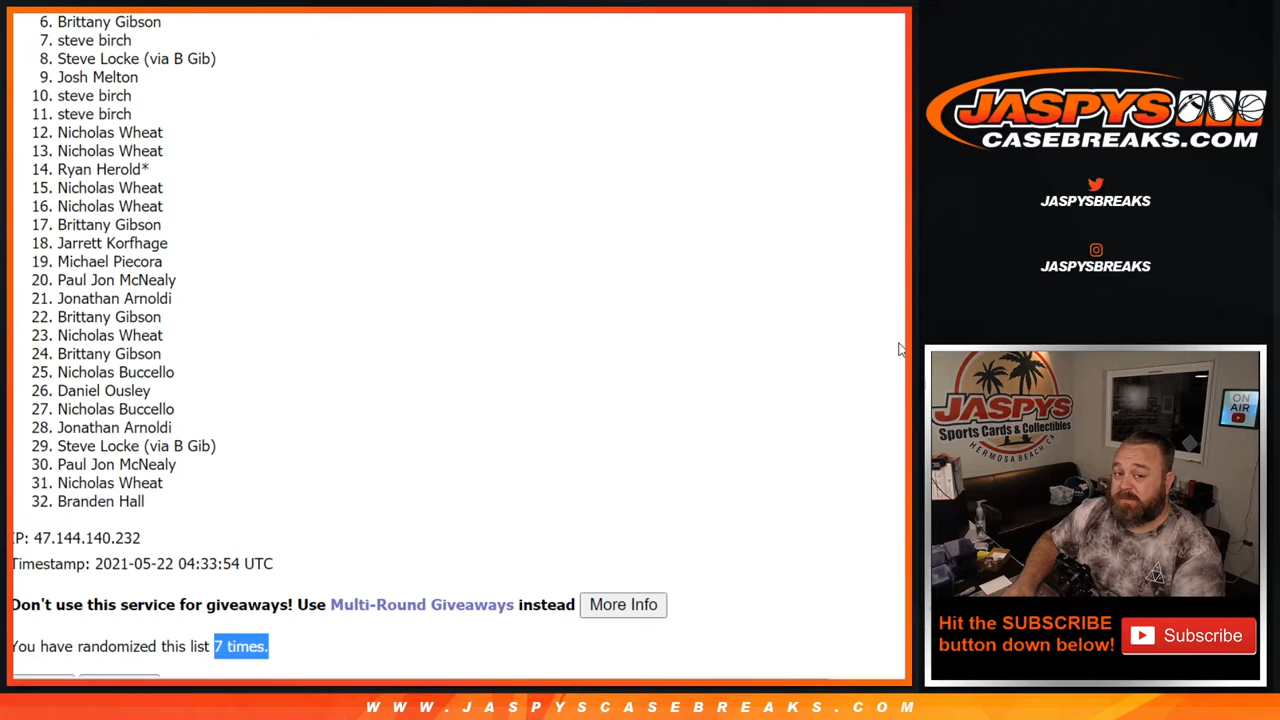 6. Brittany Gibson
7. steve birch
8. Steve Locke (via B Gib)
9. Josh Melton
10. steve birch
11. steve birch
12. Nicholas Wheat
13. Nicholas Wheat
14. Ryan Herold*
15. Nicholas Wheat
16. Nicholas Wheat
17. Brittany Gibson
18. Jarrett Korfhage
19. Michael Piecora
20. Paul Jon McNealy
21. Jonathan Arnoldi
22. Brittany Gibson
23. Nicholas Wheat
24. Brittany Gibson
25. Nicholas Buccello
26. Daniel Ousley
27. Nicholas Buccello
28. Jonathan Arnoldi
29. Steve Locke (via B Gib)
30. Paul Jon McNealy
31. Nicholas Wheat
32. Branden Hall
IP: 47.144.140.232
Timestamp: 2021-05-22 04:33:54 UTC
Don't use this service for giveaways! Use Multi-Round Giveaways instead More Info
You have randomized this list 7 times.
JASPYS
CASEBREAKS.COM
JASPYSBREAKS
JASPYSBREAKS
JASPYS
Sports Cards & Collectibles
HERMOSA BEACH, CA
ON
AIR
Hit the SUBSCRIBE
button down below!
Subscribe
WWW.JASPYSCASEBREAKS.COM